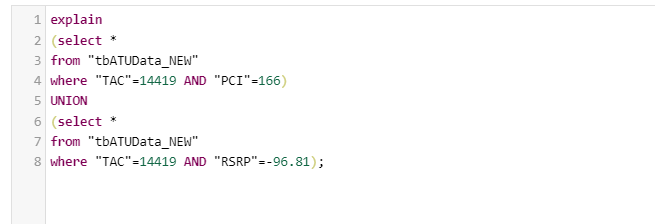 1 explain
2 (select *
3 from "tbATUData_NEW"
4 where "TAC"=14419 AND "PCI"=166)
5 UNION
6 (select *
7 from "tbATUData_NEW"
8 where "TAC"=14419 AND "RSRP"=-96.81);